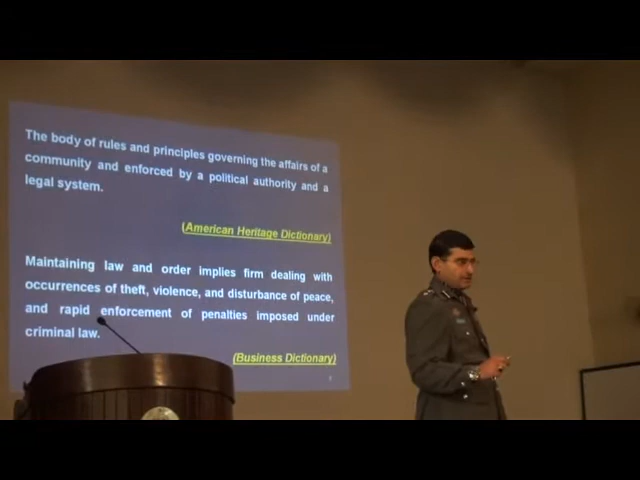 The body of rules and principles governing the affairs of a
community and enforced by a political authority and a
legal system.
(American Heritage Dictionary)
Maintaining law and order implies firm dealing with
occurrences of theft, violence, and disturbance of peace,
and rapid enforcement of penalties imposed under
criminal law.
(Business Dictionary)